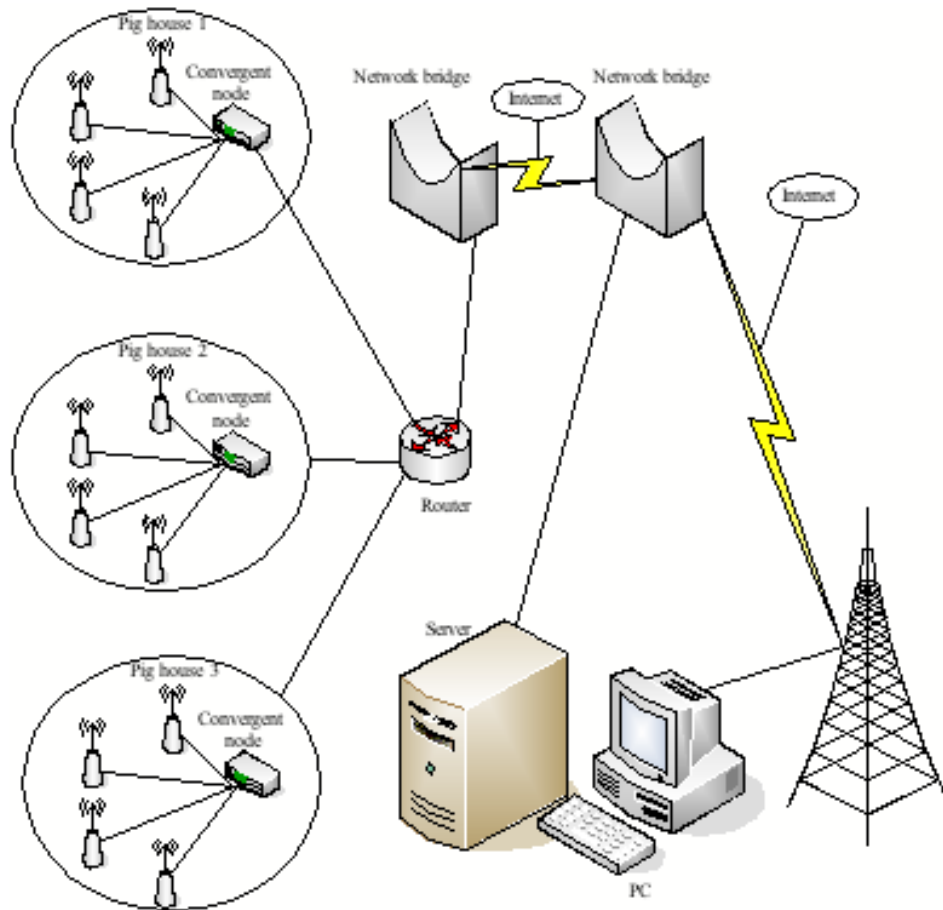 Pig house 1
Convergent
node
Network bridge
Internet
Network bridge
Internet
Pig house 2
Convergent
node
Router
Server
Pig house 3
Convergent
node
PC